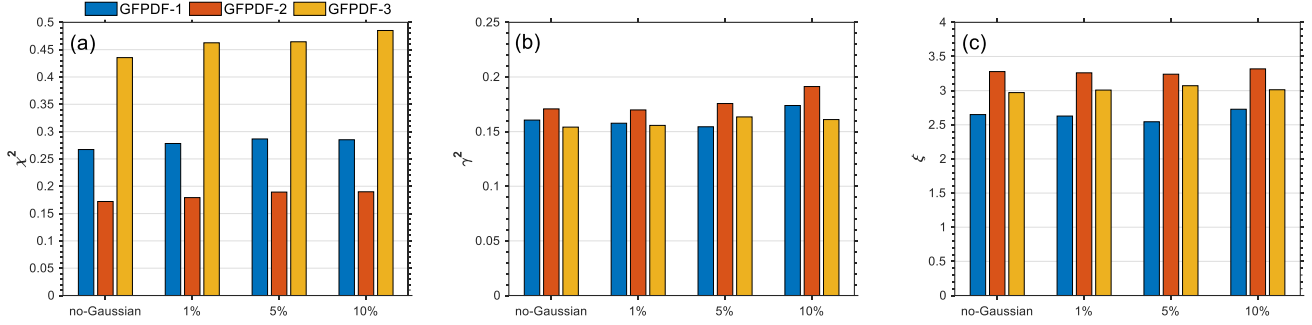 GFPDF-1 GFPDF-2 GFPDF-3
(a)
χ²
0.5
0.45
0.4
0.35
0.3
0.25
0.2
0.15
0.1
0.05
0
no-Gaussian 1% 5% 10%
(b)
γ²
0.25
0.2
0.15
0.1
0.05
0
no-Gaussian 1% 5% 10%
(c)
ξ
4
3.5
3
2.5
2
1.5
1
0.5
0
no-Gaussian 1% 5% 10%